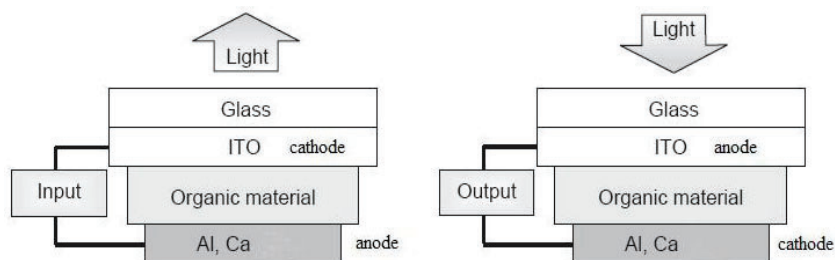 Light
Glass
ITO cathode
Input
Organic material
Al, Ca anode
Light
Glass
ITO anode
Output
Organic material
Al, Ca cathode